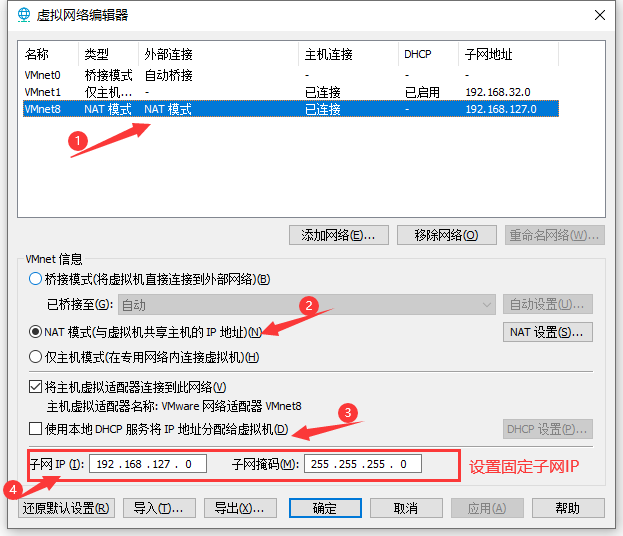 虚拟网络编辑器
名称 类型 外部连接 主机连接 DHCP 子网地址
VMnet0 桥接模式 自动桥接 - - -
VMnet1 仅主机... - 已连接 已启用 192.168.32.0
VMnet8 NAT 模式 NAT 模式 已连接 - 192.168.127.0
1
添加网络(E)... 移除网络(O) 重命名网络(W)...
VMnet 信息
桥接模式(将虚拟机直接连接到外部网络)(B)
已桥接至(G): 自动 自动设置(U)...
2
NAT 模式(与虚拟机共享主机的 IP 地址)(N) NAT 设置(S)...
仅主机模式(在专用网络内连接虚拟机)(H)
将主机虚拟适配器连接到此网络(V)
主机虚拟适配器名称: VMware 网络适配器 VMnet8
3
使用本地 DHCP 服务将 IP 地址分配给虚拟机(D) DHCP 设置(P)...
子网 IP (I): 192 . 168 . 127 . 0 子网掩码(M): 255 . 255 . 255 . 0 设置固定子网IP
4
还原默认设置(R) 导入(T)... 导出(X)... 确定 取消 应用(A) 帮助